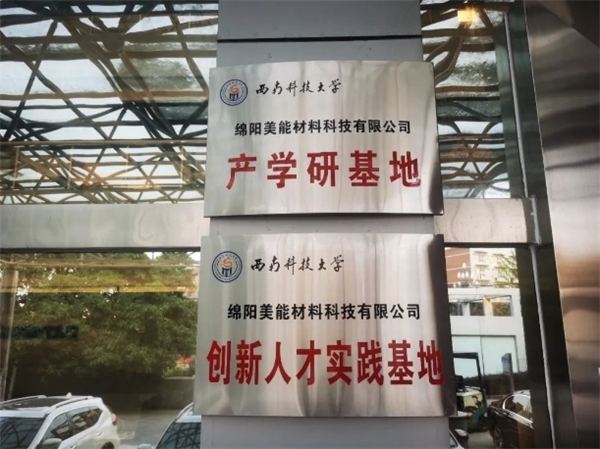 西南科技大学
绵阳美能材料科技有限公司
产学研基地
西南科技大学
绵阳美能材料科技有限公司
创新人才实践基地